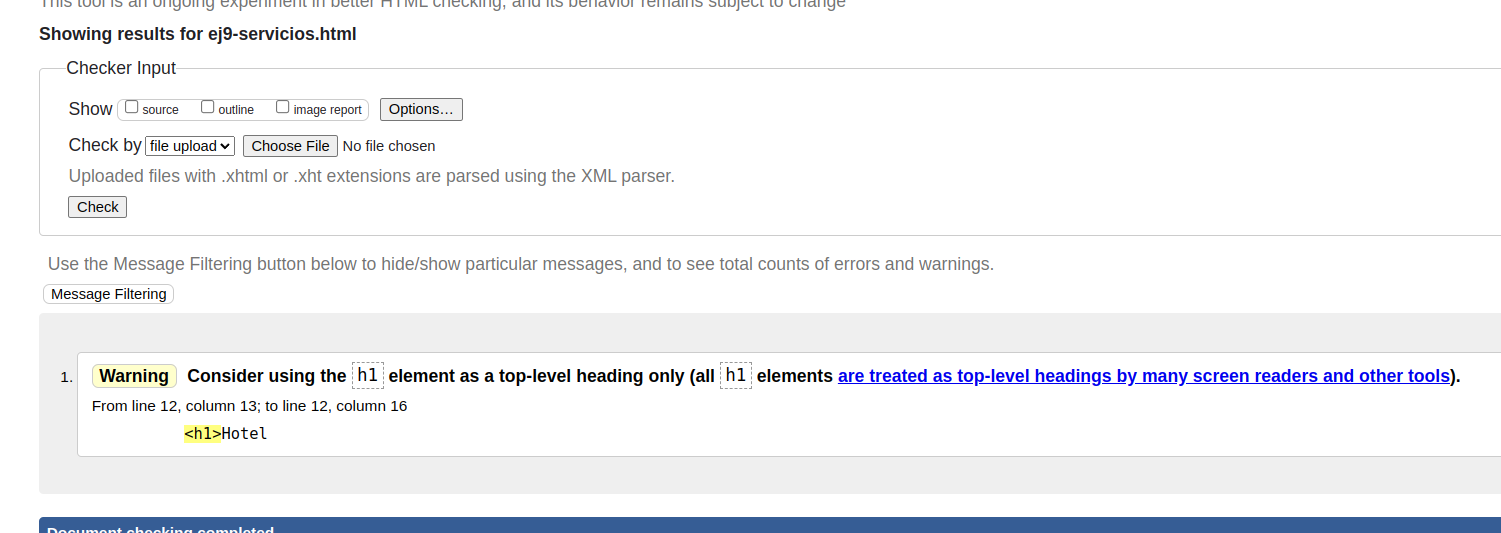 This tool is an ongoing experiment in better HTML checking, and its behavior remains subject to change
Showing results for ej9-servicios.html
Checker Input
Show source outline image report Options...
Check by file upload Choose File No file chosen
Uploaded files with .xhtml or .xht extensions are parsed using the XML parser.
Check
Use the Message Filtering button below to hide/show particular messages, and to see total counts of errors and warnings.
Message Filtering
1. Warning Consider using the h1 element as a top-level heading only (all h1 elements are treated as top-level headings by many screen readers and other tools).
From line 12, column 13; to line 12, column 16
<h1>Hotel
Document checking completed.